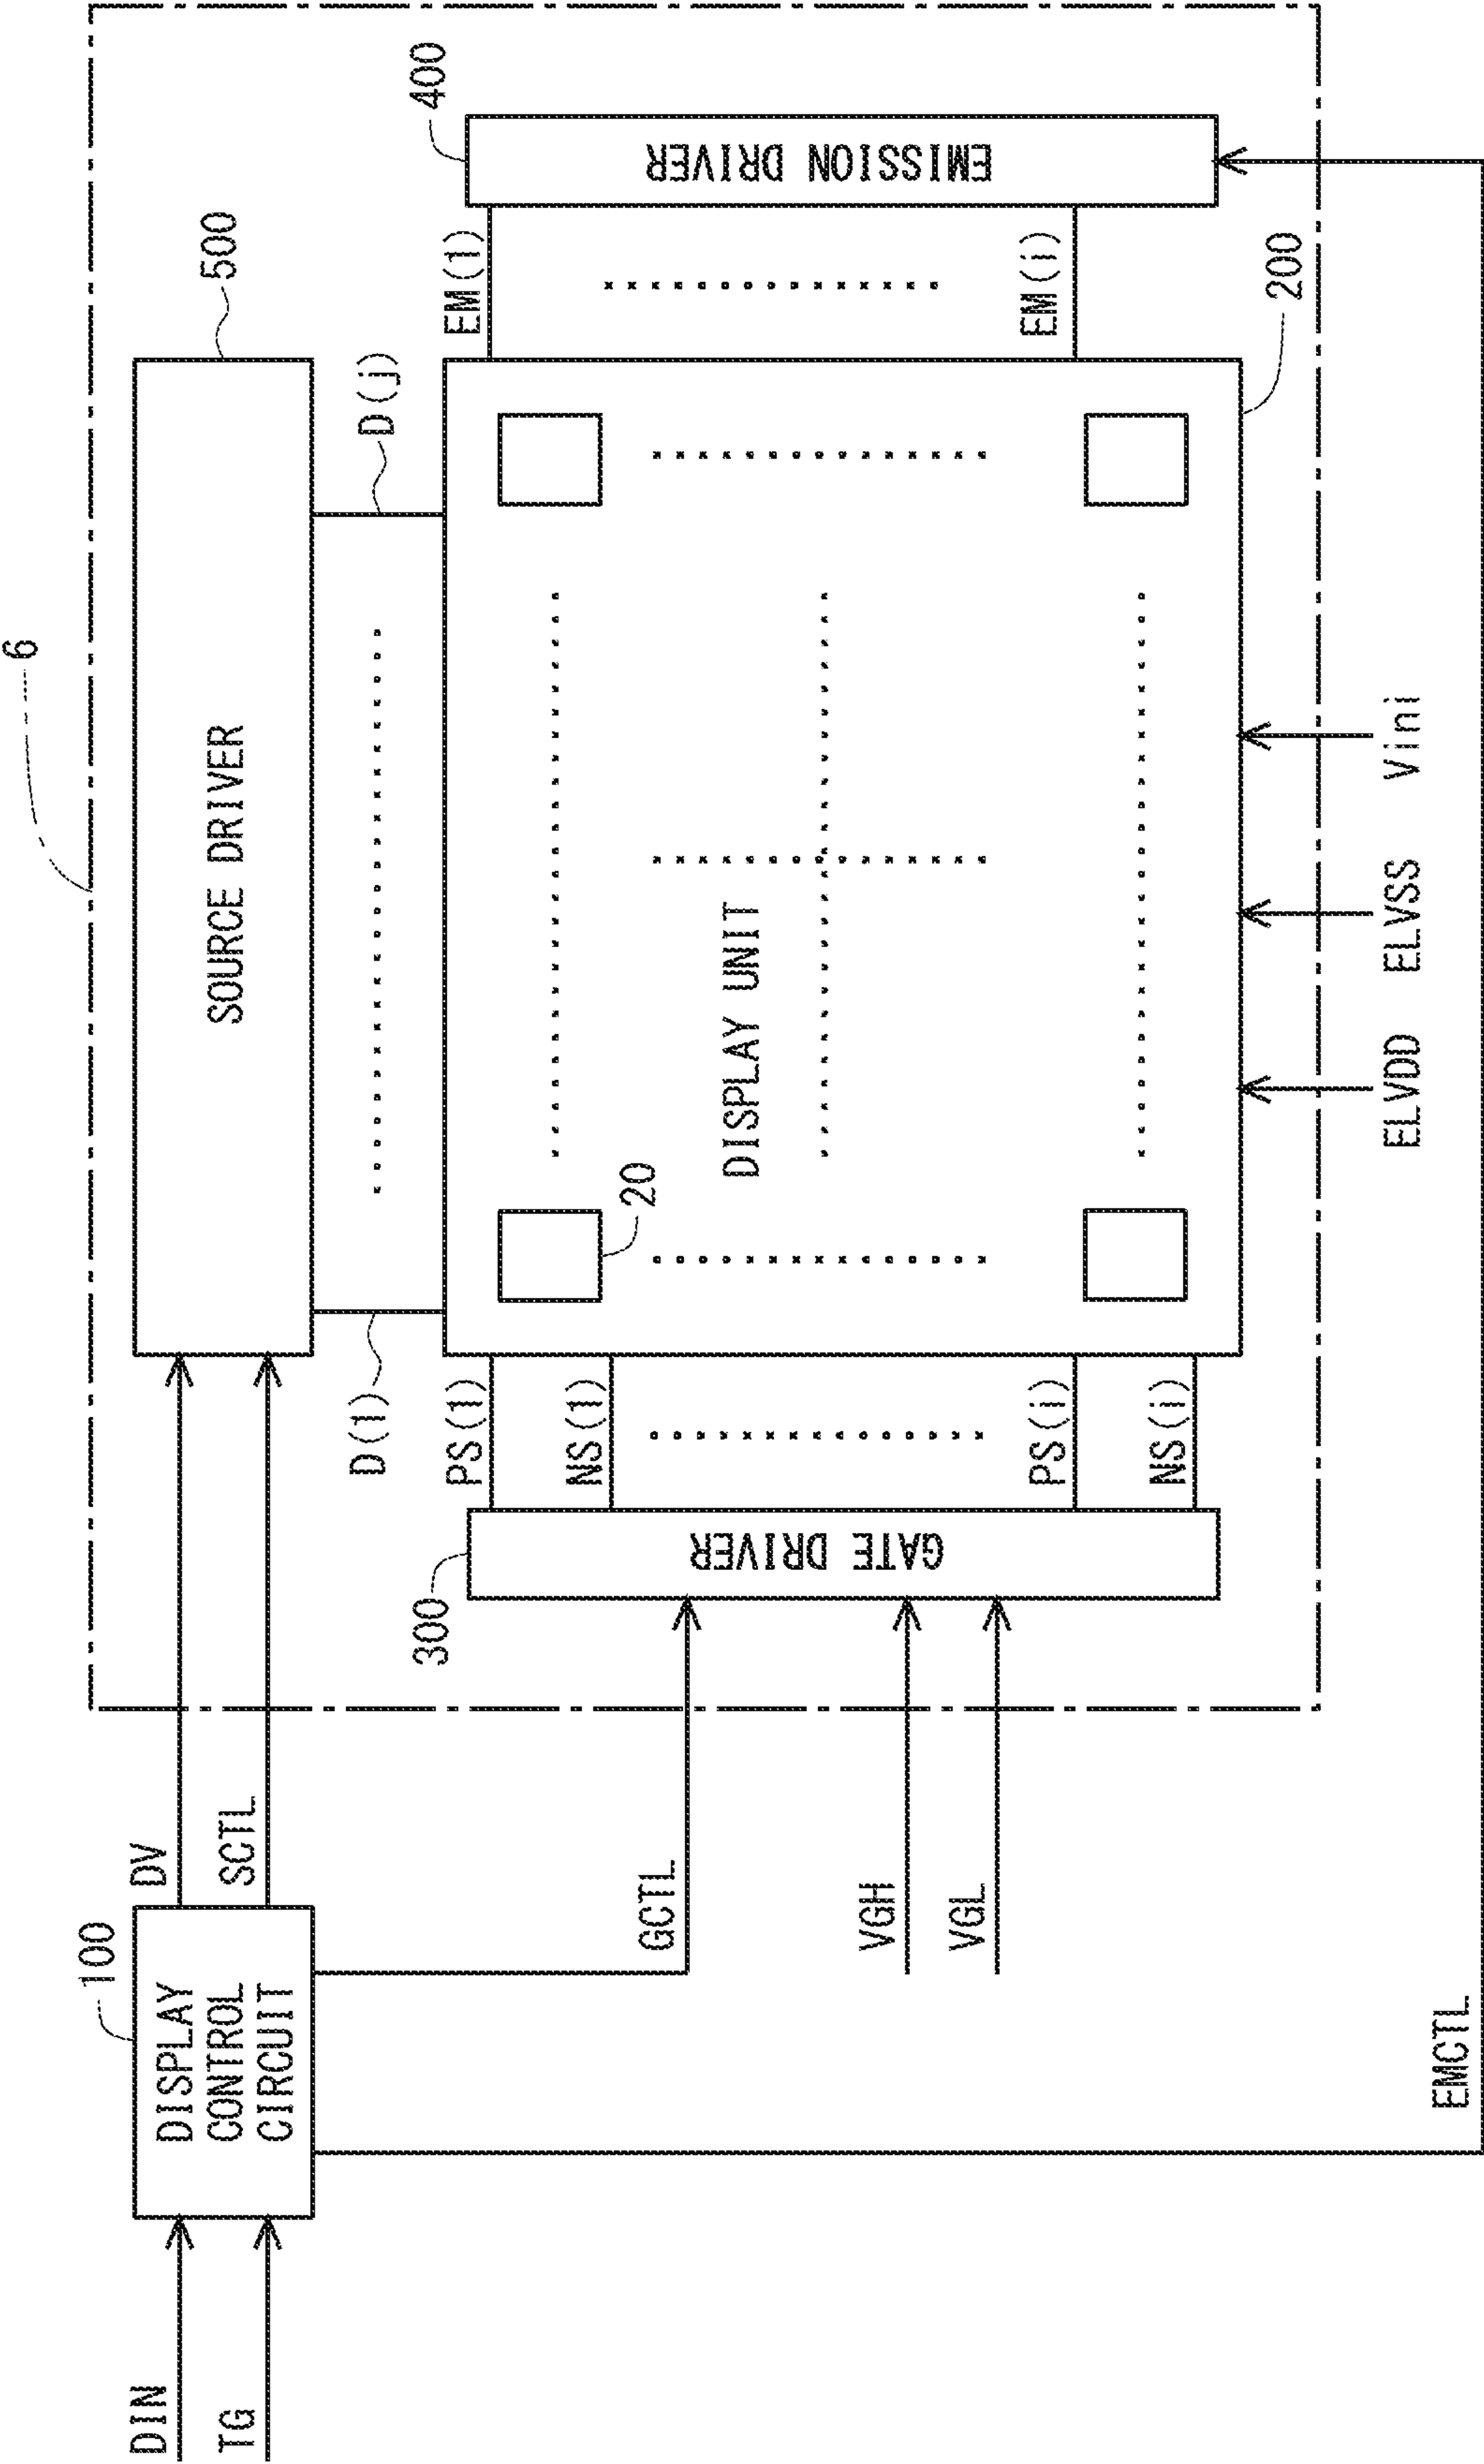 6
100
500
DIN
TG
DISPLAY
CONTROL
CIRCUIT
DV
SCTL
SOURCE DRIVER
D(1)
D(j)
300
400
GCTL
VGH
VGL
GATE DRIVER
PS(1)
NS(1)
PS(i)
NS(i)
20
DISPLAY UNIT
EM(1)
EM(i)
EMISSION DRIVER
200
ELVDD
ELVSS
Vini
EMCTL